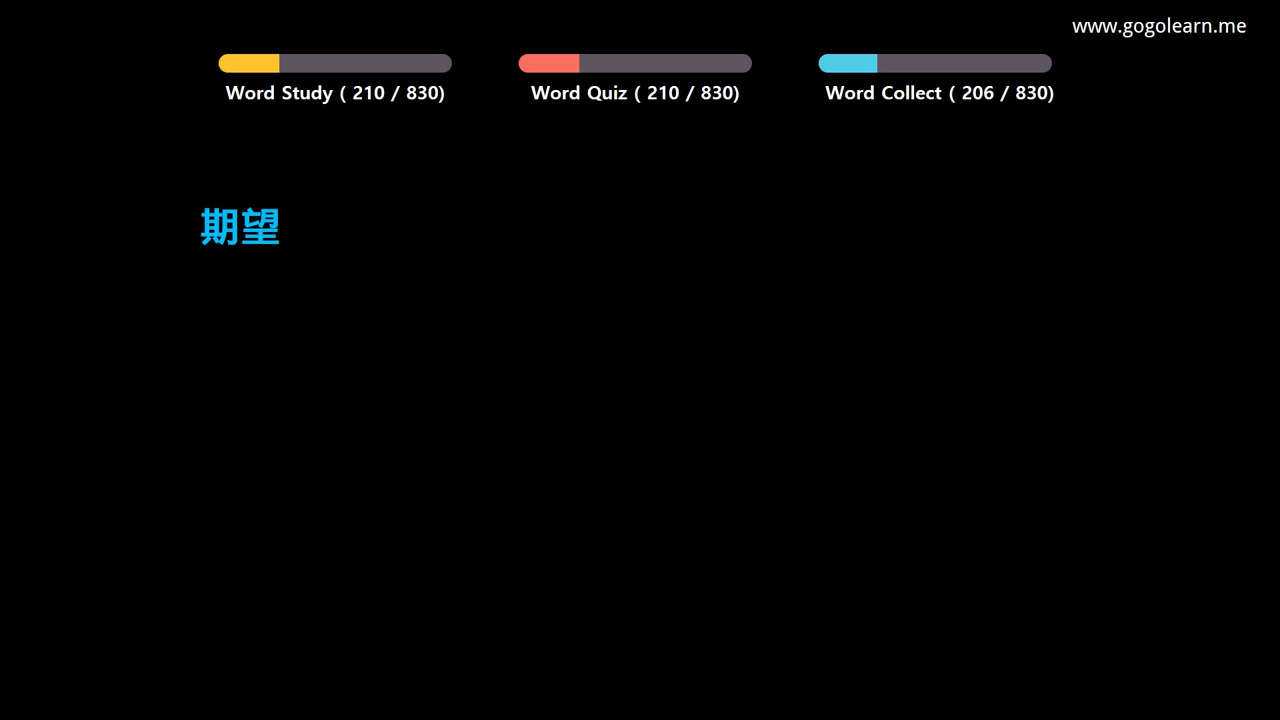 www.gogolearn.me
Word Study ( 210 / 830)
Word Quiz ( 210 / 830)
Word Collect ( 206 / 830)
期望